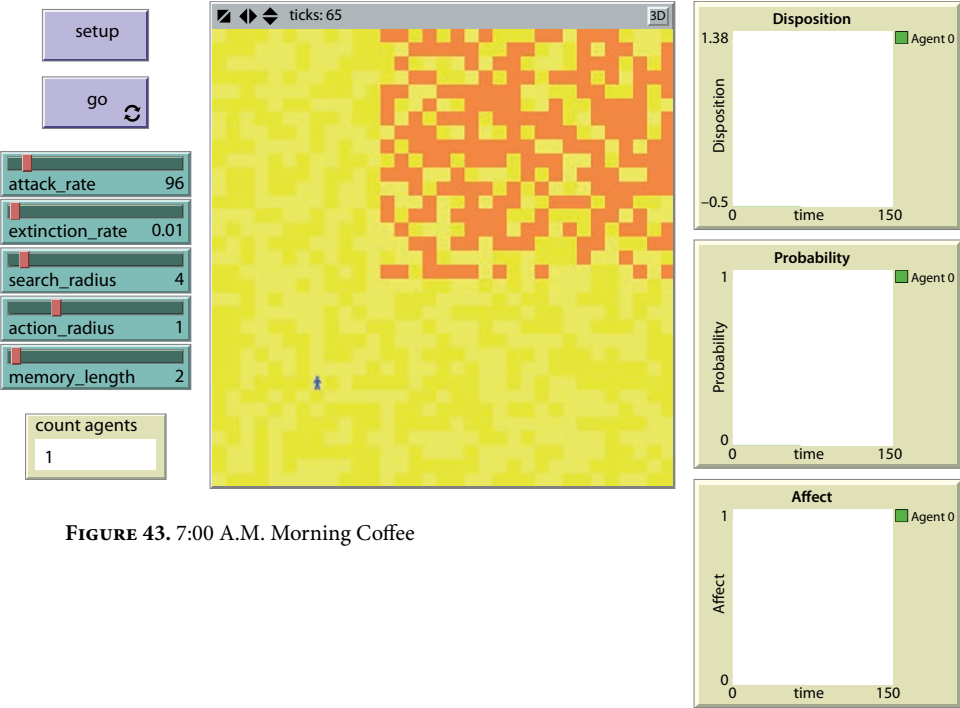 setup
go
attack_rate 96
extinction_rate 0.01
search_radius 4
action_radius 1
memory_length 2
count agents
1
ticks: 65
3D
Disposition
1.38
Agent 0
Disposition
−0.5
0 time 150
Probability
1
Agent 0
Probability
0
0 time 150
Affect
1
Agent 0
Affect
0
0 time 150
FIGURE 43. 7:00 A.M. Morning Coffee